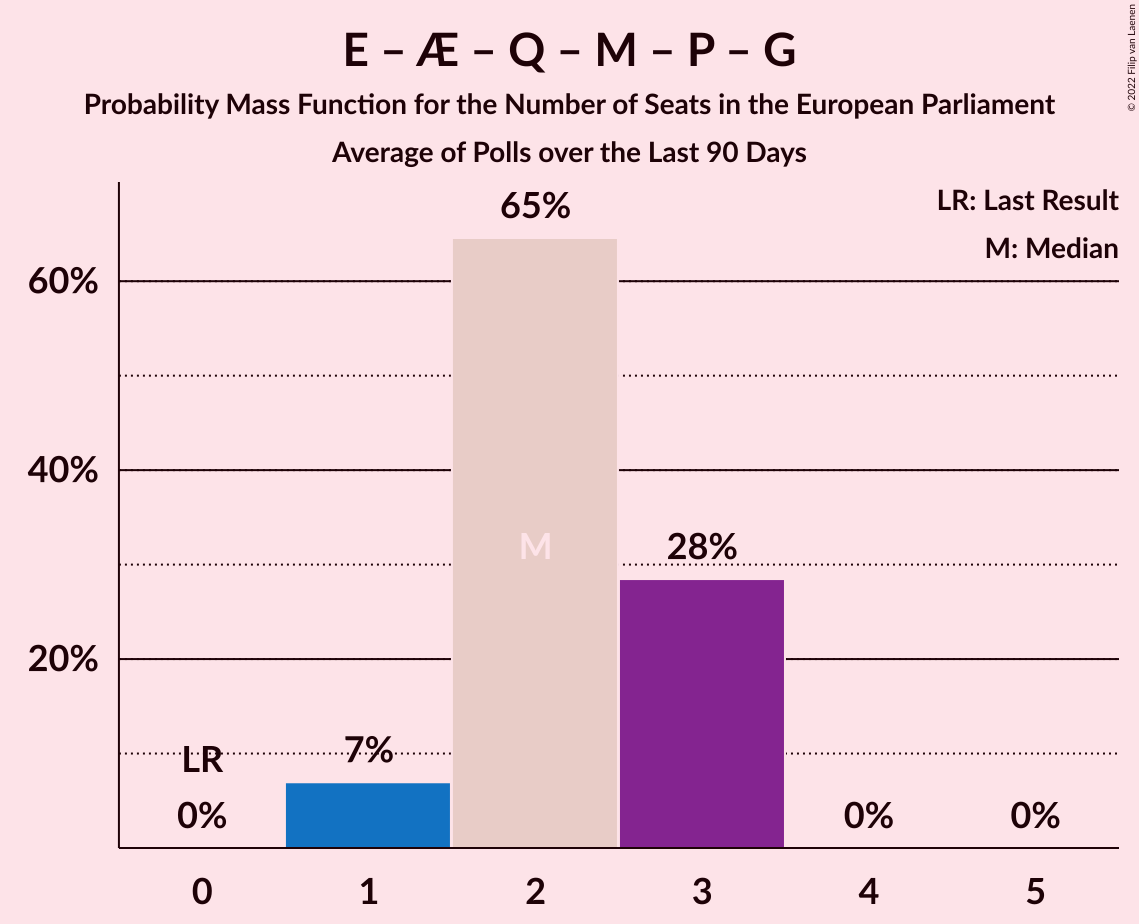 E – Æ – Q – M – P – G
Probability Mass Function for the Number of Seats in the European Parliament
Average of Polls over the Last 90 Days
© 2022 Filip van Laenen
LR: Last Result
M: Median
65%
60%
40%
M
28%
20%
LR
7%
0%
0%
0%
0 1 2 3 4 5